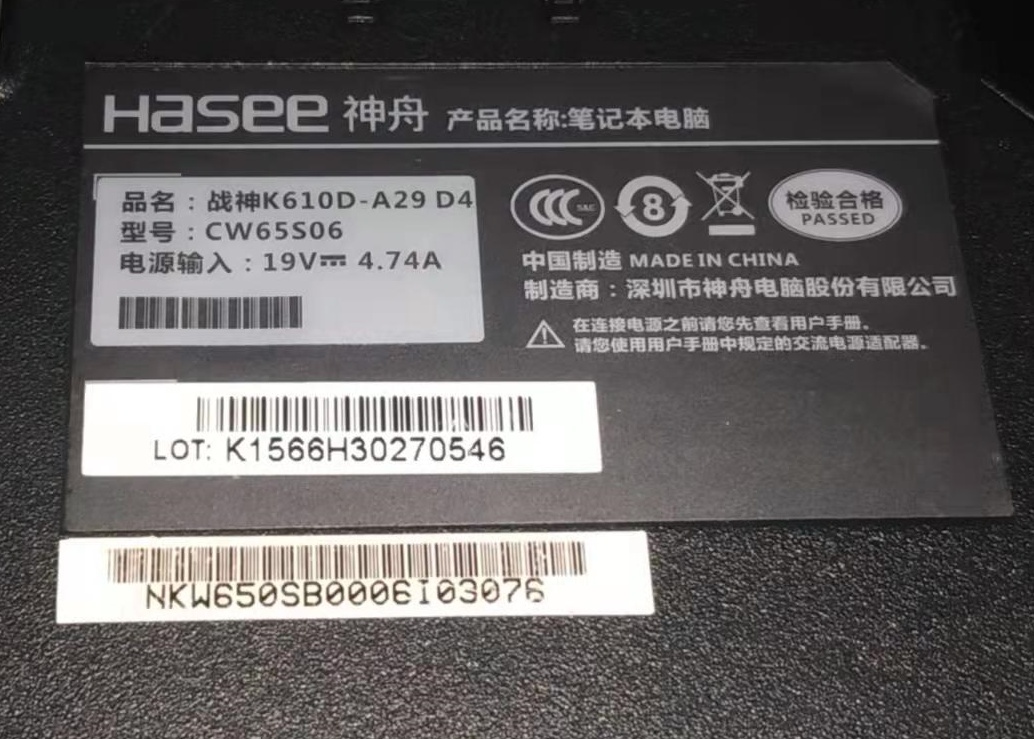 Hasee 神舟 产品名称:笔记本电脑
品名：战神K610D-A29 D4
型号：CW65S06
电源输入：19V⎓ 4.74A
CCC S&E
8
检验合格
PASSED
中国制造 MADE IN CHINA
制造商：深圳市神舟电脑股份有限公司
在连接电源之前请您先查看用户手册。
请您使用用户手册中规定的交流电源适配器。
LOT: K1566H30270546
NKW650SB0006I03076